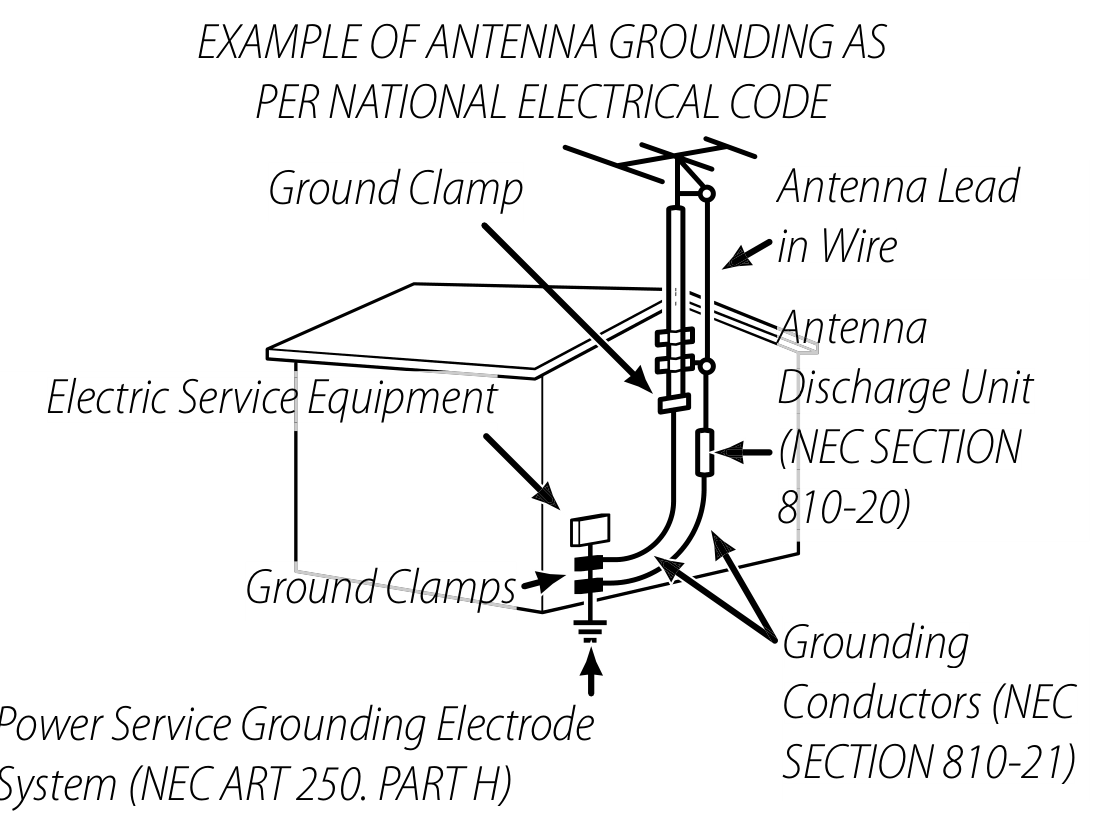 EXAMPLE OF ANTENNA GROUNDING AS
PER NATIONAL ELECTRICAL CODE
Ground Clamp
Antenna Lead
in Wire
Antenna
Discharge Unit
(NEC SECTION
810-20)
Electric Service Equipment
Ground Clamps
Grounding
Conductors (NEC
SECTION 810-21)
Power Service Grounding Electrode
System (NEC ART 250. PART H)